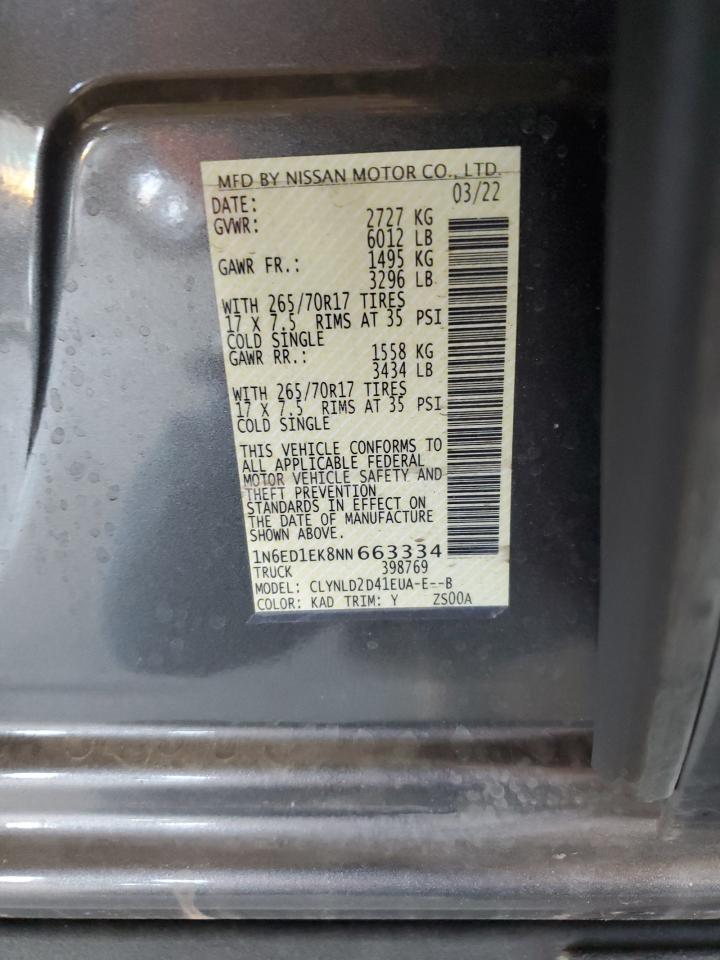 MFD BY NISSAN MOTOR CO., LTD.
DATE: 03/22
GVWR: 2727 KG
6012 LB
GAWR FR.: 1495 KG
3296 LB
WITH 265/70R17 TIRES
17 X 7.5 RIMS AT 35 PSI
COLD SINGLE
GAWR RR.: 1558 KG
3434 LB
WITH 265/70R17 TIRES
17 X 7.5 RIMS AT 35 PSI
COLD SINGLE
THIS VEHICLE CONFORMS TO
ALL APPLICABLE FEDERAL
MOTOR VEHICLE SAFETY AND
THEFT PREVENTION
STANDARDS IN EFFECT ON
THE DATE OF MANUFACTURE
SHOWN ABOVE.
1N6ED1EK8NN663334
TRUCK 398769
MODEL: CLYNLD2D41EUA-E--B
COLOR: KAD TRIM: Y ZS00A